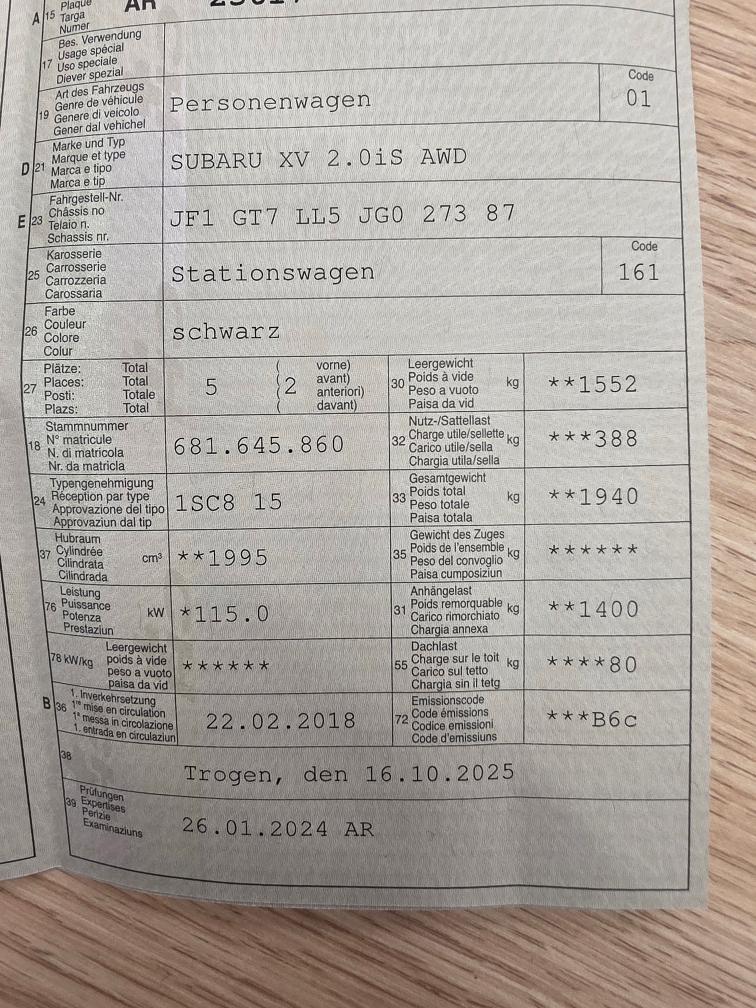 A 15 Plaque
Targa
Numer
AR
17 Bes. Verwendung
Usage spécial
Uso speciale
Diever spezial
19 Art des Fahrzeugs
Genre de véhicule
Genere di veicolo
Gener dal vehichel
Personenwagen
Code
01
D 21 Marke und Typ
Marque et type
Marca e tipo
Marca e tip
SUBARU XV 2.0iS AWD
E 23 Fahrgestell-Nr.
Châssis no
Telaio n.
Schassis nr.
JF1 GT7 LL5 JG0 273 87
25 Karosserie
Carrosserie
Carrozzeria
Carossaria
Stationswagen
Code
161
26 Farbe
Couleur
Colore
Colur
schwarz
27 Plätze: Total
Places: Total
Posti: Totale
Plazs: Total
5 (2 vorne)
( avant)
anteriori)
( davant)
30 Leergewicht
Poids à vide
Peso a vuoto
Paisa da vid
kg
**1552
18 Stammnummer
N° matricule
N. di matricola
Nr. da matricla
681.645.860
32 Nutz-/Sattellast
Charge utile/sellette
Carico utile/sella
Chargia utila/sella
kg
***388
24 Typengenehmigung
Réception par type
Approvazione del tipo
Approvaziun dal tip
1SC8 15
33 Gesamtgewicht
Poids total
Peso totale
Paisa totala
kg
**1940
37 Hubraum
Cylindrée
Cilindrata
Cilindrada
cm³
**1995
35 Gewicht des Zuges
Poids de l'ensemble
Peso del convoglio
Paisa cumposiziun
kg
******
76 Leistung
Puissance
Potenza
Prestaziun
kW
*115.0
31 Anhängelast
Poids remorquable
Carico rimorchiato
Chargia annexa
kg
**1400
78 kW/kg Leergewicht
poids à vide
peso a vuoto
paisa da vid
******
55 Dachlast
Charge sur le toit
Carico sul tetto
Chargia sin il tetg
kg
****80
B 36 1. Inverkehrsetzung
1re mise en circulation
1a messa in circolazione
1. entrada en circulaziun
22.02.2018
72 Emissionscode
Code émissions
Codice emissioni
Code d'emissiuns
***B6c
38
Trogen, den 16.10.2025
39 Prüfungen
Expertises
Perizie
Examinaziuns
26.01.2024 AR